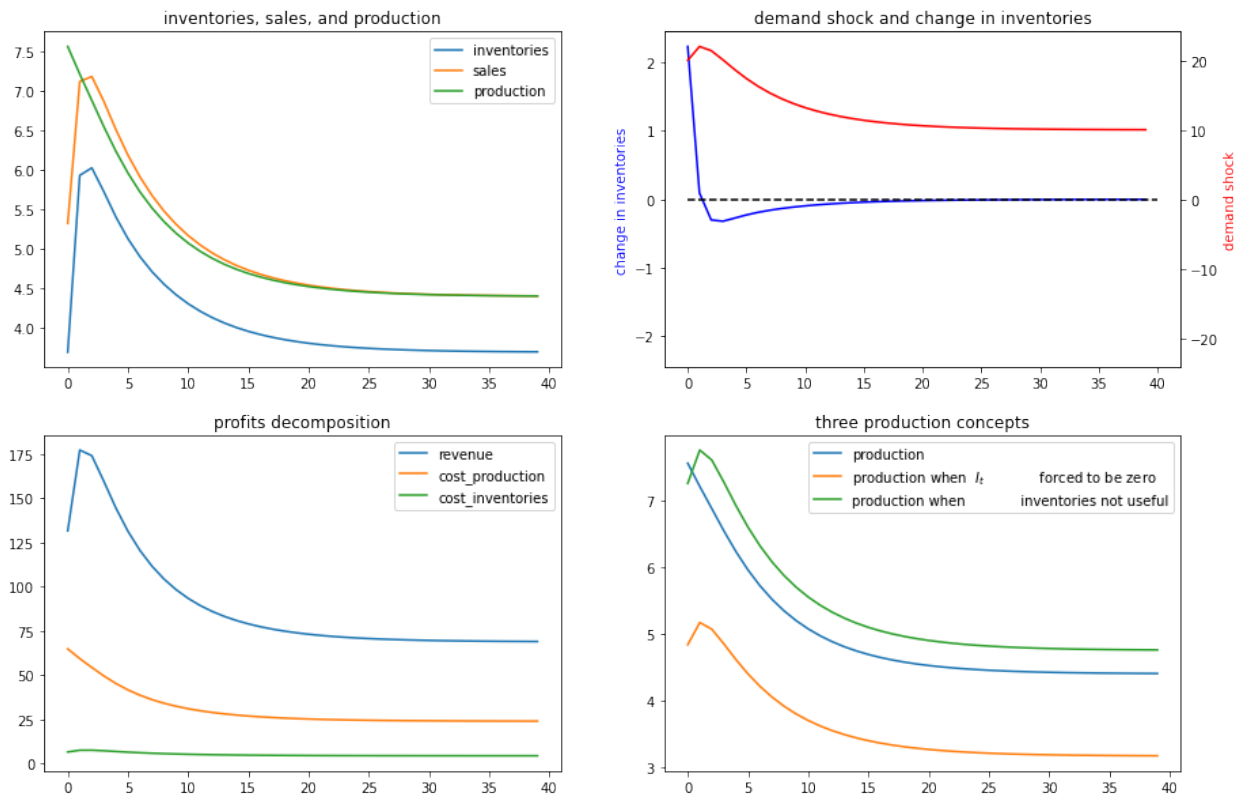 inventories, sales, and production
inventories
sales
production
7.5
7.0
6.5
6.0
5.5
5.0
4.5
4.0
0 5 10 15 20 25 30 35 40
demand shock and change in inventories
change in inventories
2
1
0
−1
−2
20
10
0
−10
−20
demand shock
0 5 10 15 20 25 30 35 40
profits decomposition
revenue
cost_production
cost_inventories
175
150
125
100
75
50
25
0
0 5 10 15 20 25 30 35 40
three production concepts
production
production when I_t forced to be zero
production when inventories not useful
7
6
5
4
3
0 5 10 15 20 25 30 35 40